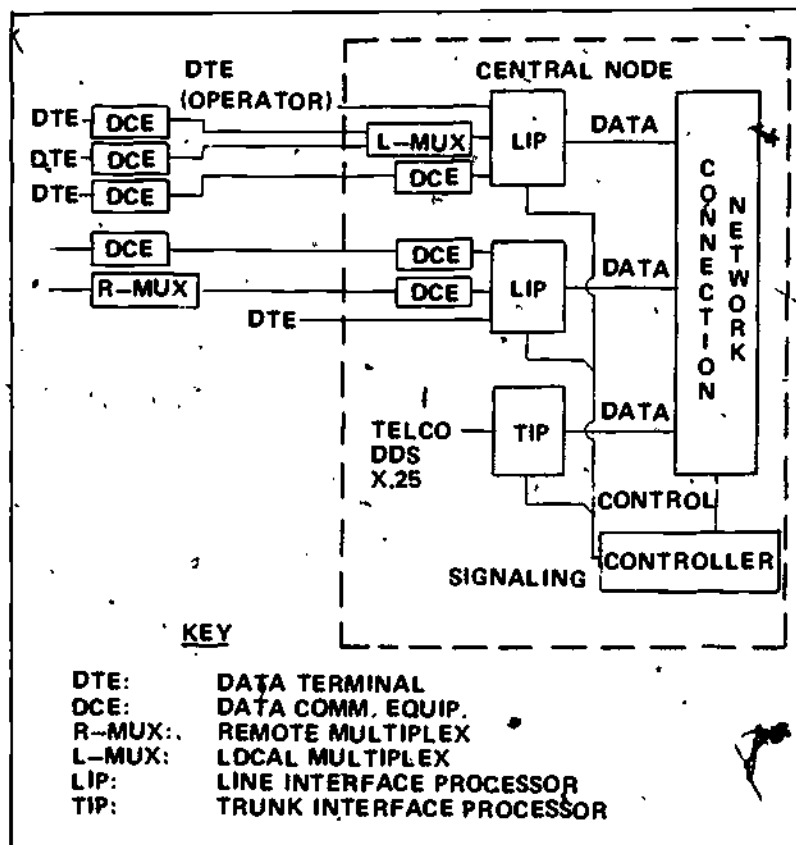 DTE
(OPERATOR)
CENTRAL NODE
DTE
DCE
DTE
DCE
DTE
DCE
L-MUX
DCE
LIP
DATA
DCE
R-MUX
DTE
DCE
DCE
LIP
DATA
TELCO
DDS
X.25
TIP
DATA
CONNECTION
NETWORK
CONTROL
CONTROLLER
SIGNALING
KEY
DTE: DATA TERMINAL
DCE: DATA COMM. EQUIP.
R-MUX: REMOTE MULTIPLEX
L-MUX: LOCAL MULTIPLEX
LIP: LINE INTERFACE PROCESSOR
TIP: TRUNK INTERFACE PROCESSOR